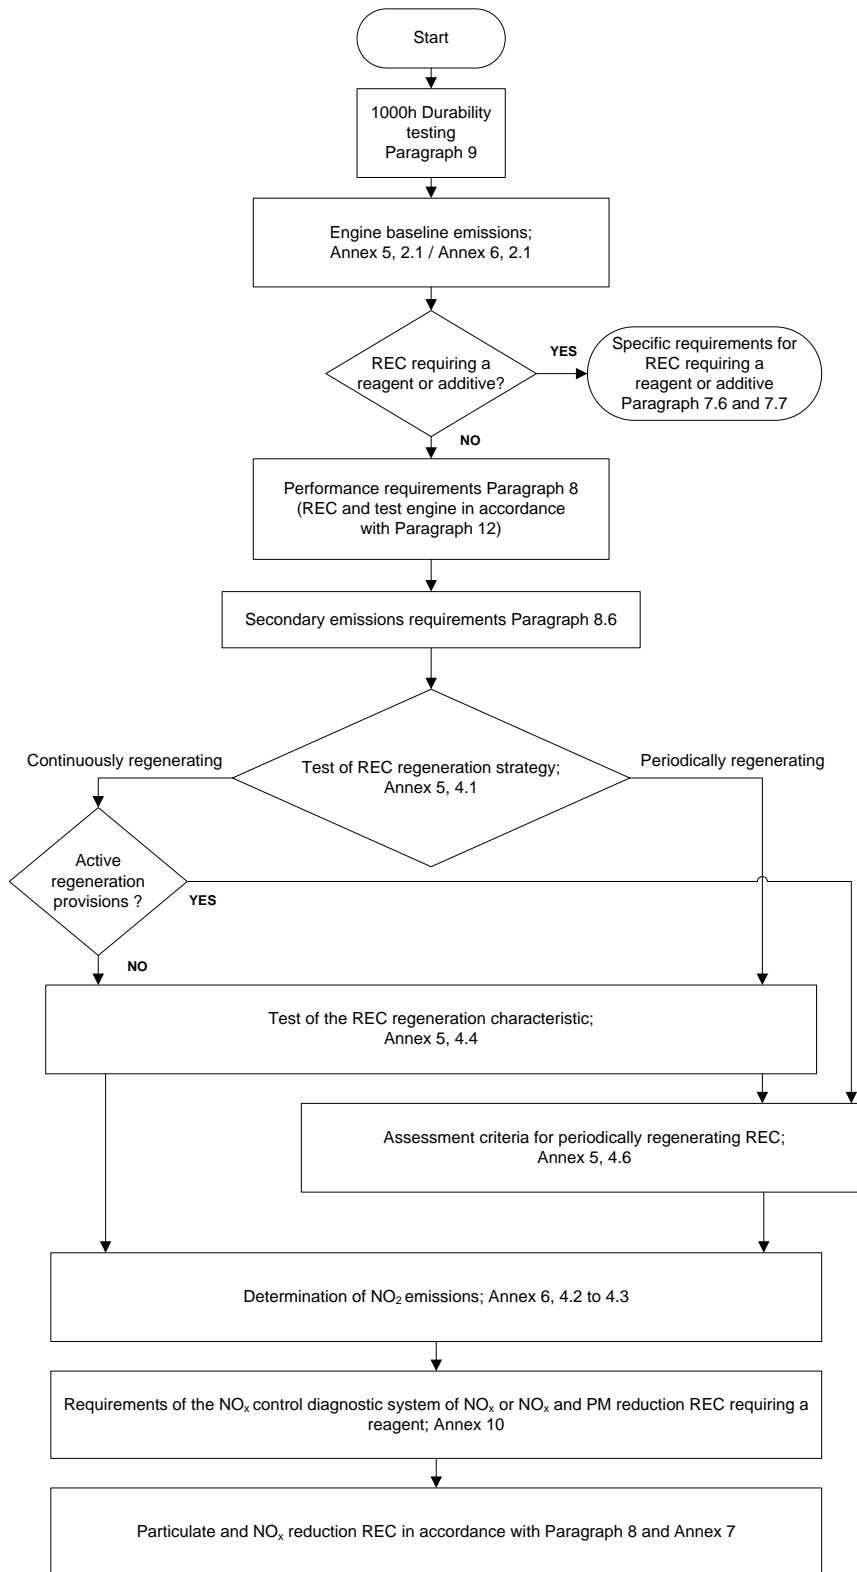 Start
1000h Durability
testing
Paragraph 9
Engine baseline emissions;
Annex 5, 2.1 / Annex 6, 2.1
REC requiring a
reagent or additive?
YES
Specific requirements for
REC requiring a
reagent or additive
Paragraph 7.6 and 7.7
NO
Performance requirements Paragraph 8
(REC and test engine in accordance
with Paragraph 12)
Secondary emissions requirements Paragraph 8.6
Continuously regenerating
Test of REC regeneration strategy;
Annex 5, 4.1
Periodically regenerating
Active
regeneration
provisions ?
YES
NO
Test of the REC regeneration characteristic;
Annex 5, 4.4
Assessment criteria for periodically regenerating REC;
Annex 5, 4.6
Determination of NO₂ emissions; Annex 6, 4.2 to 4.3
Requirements of the NOₓ control diagnostic system of NOₓ or NOₓ and PM reduction REC requiring a
reagent; Annex 10
Particulate and NOₓ reduction REC in accordance with Paragraph 8 and Annex 7